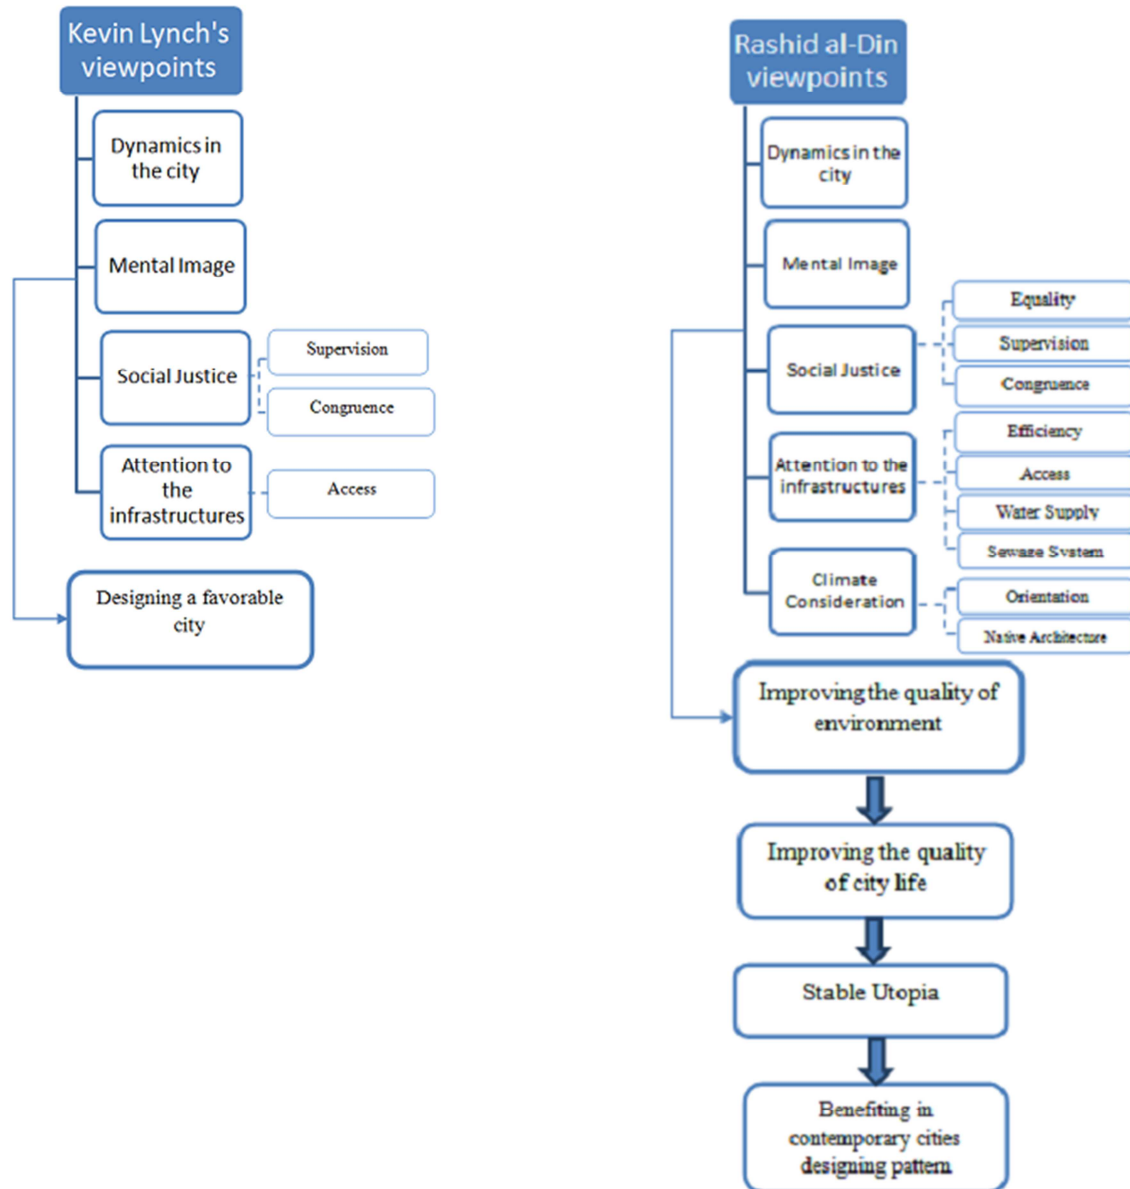 Kevin Lynch's
viewpoints
Dynamics in
the city
Mental Image
Social Justice
Supervision
Congruence
Attention to
the
infrastructures
Access
Designing a favorable
city
Rashid al-Din
viewpoints
Dynamics in the
city
Mental Image
Social Justice
Equality
Supervision
Congruence
Attention to the
infrastructures
Efficiency
Access
Water Supply
Sewage System
Climate
Consideration
Orientation
Native Architecture
Improving the quality of
environment
Improving the quality
of city life
Stable Utopia
Benefiting in
contemporary cities
designing pattern